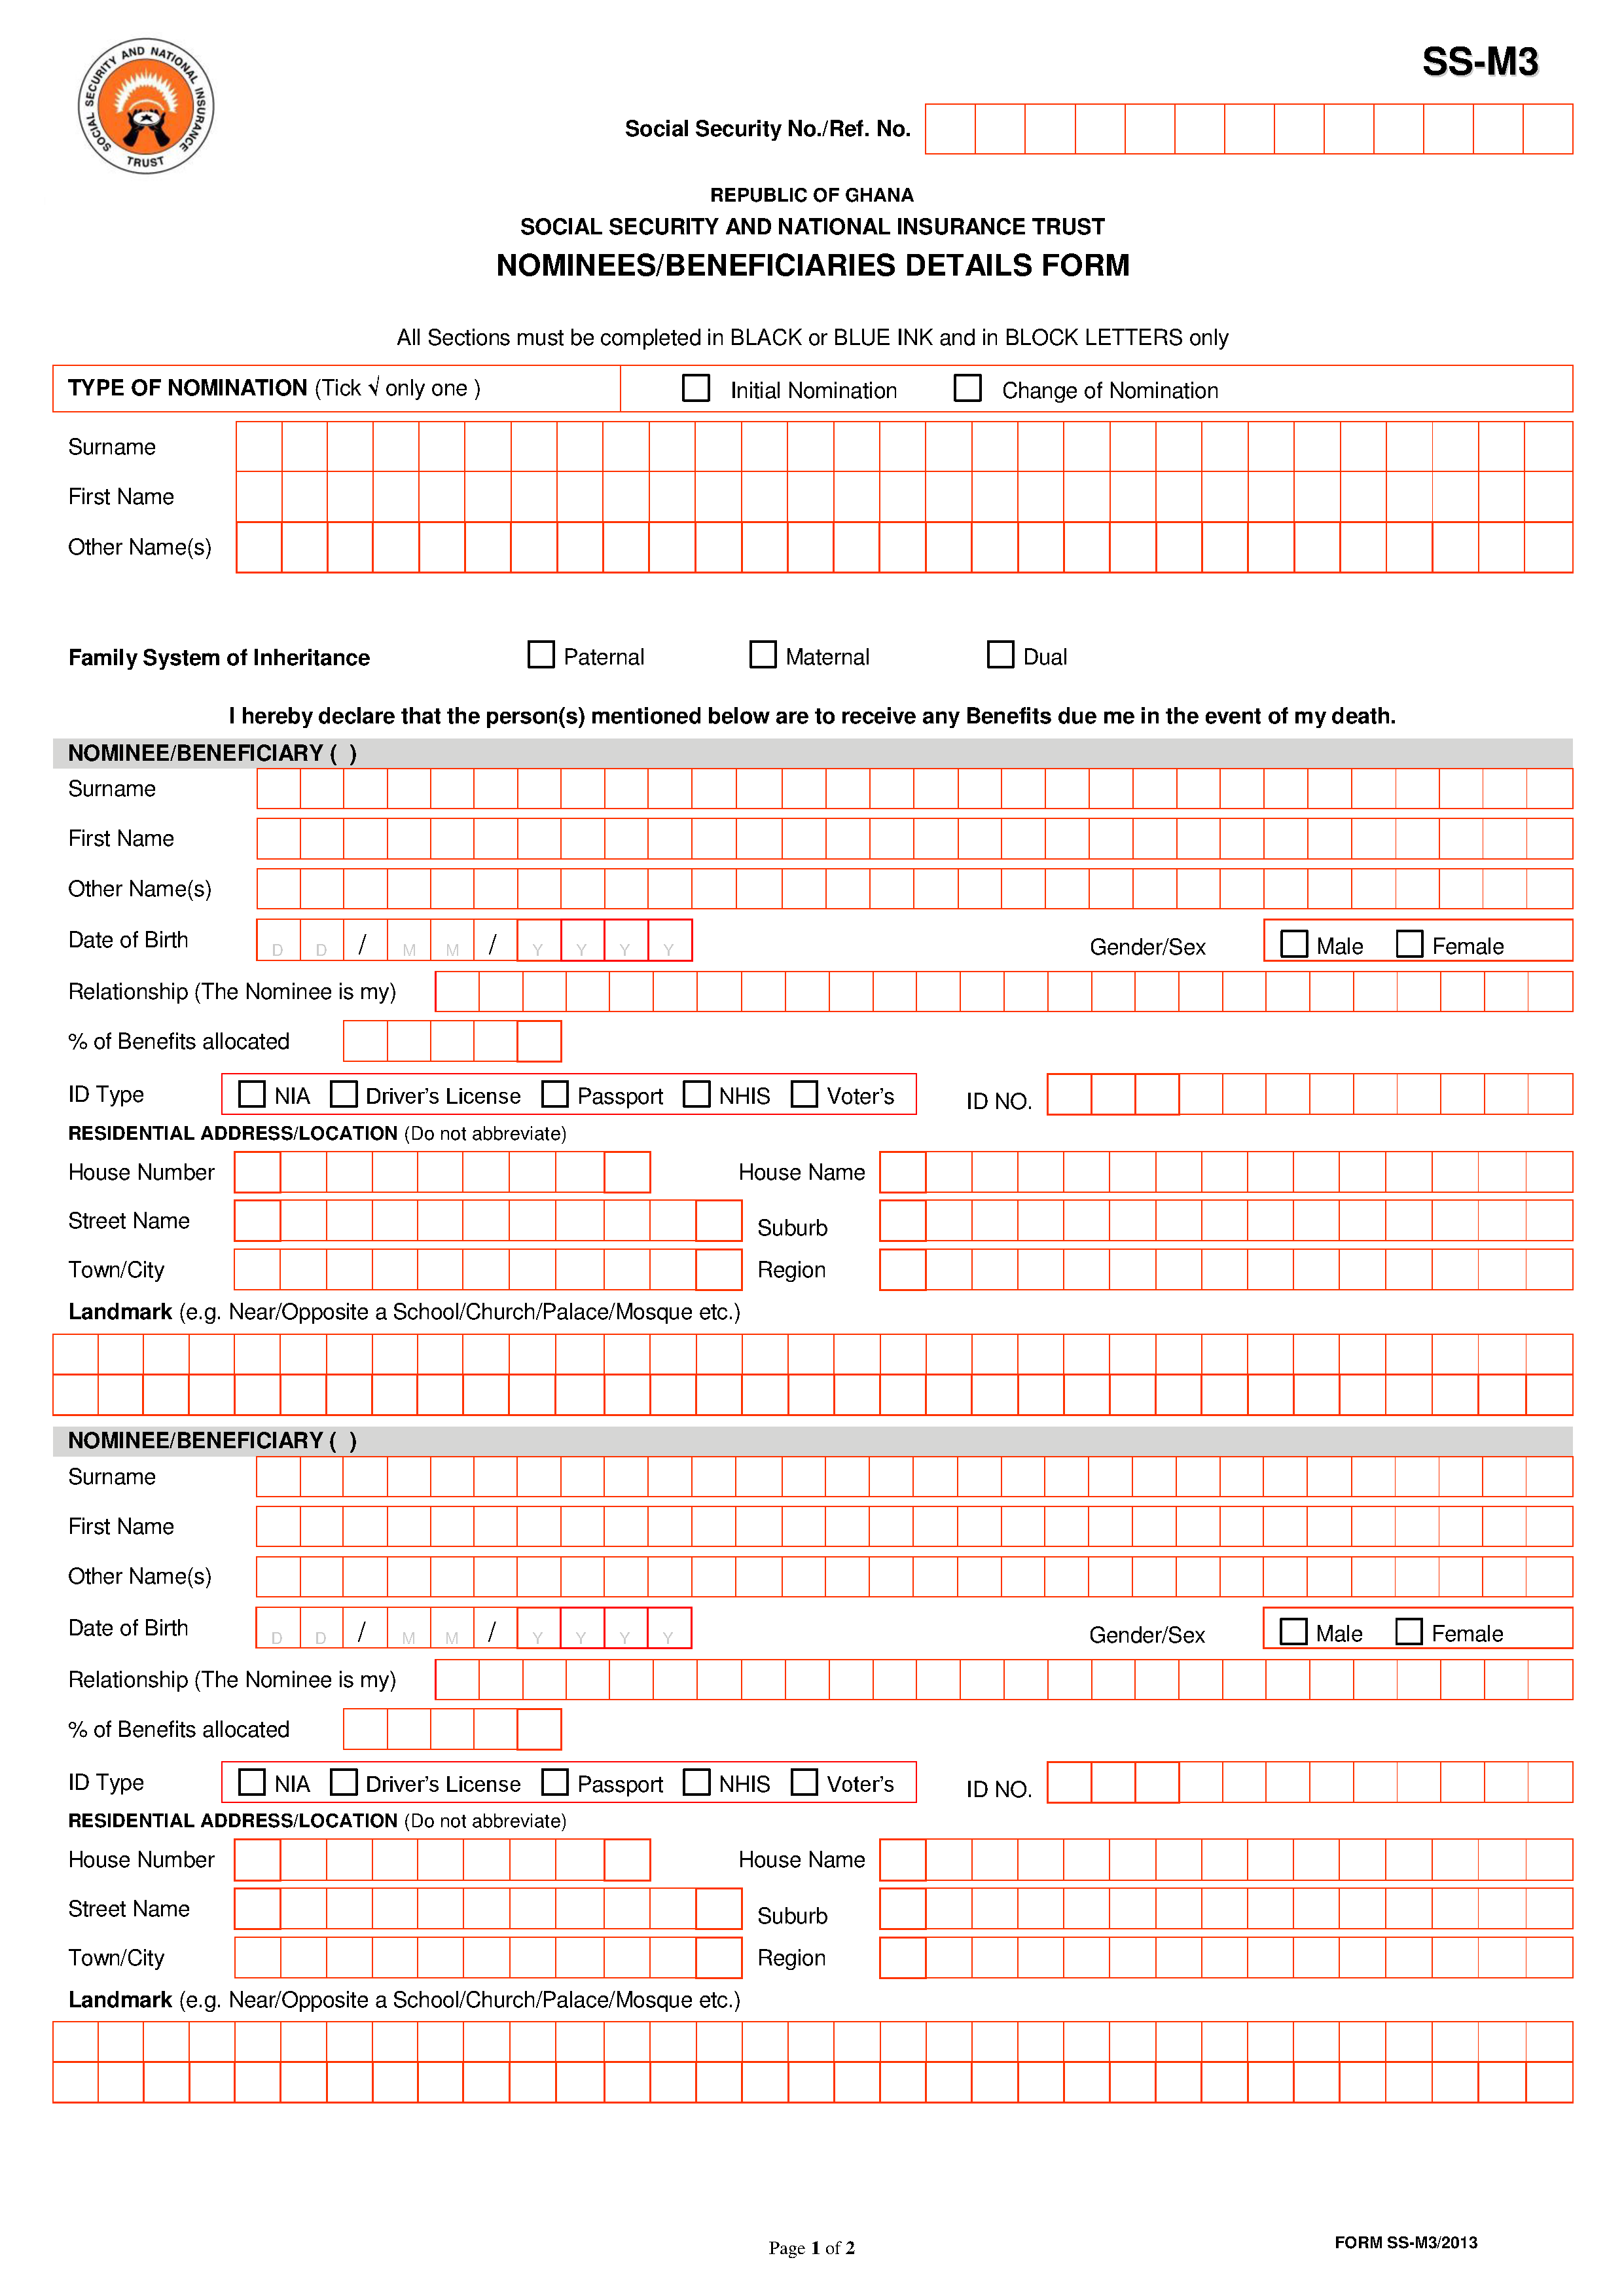 SOCIAL SECURITY AND NATIONAL INSURANCE TRUST
SS-M3
Social Security No./Ref. No.
REPUBLIC OF GHANA
SOCIAL SECURITY AND NATIONAL INSURANCE TRUST
NOMINEES/BENEFICIARIES DETAILS FORM
All Sections must be completed in BLACK or BLUE INK and in BLOCK LETTERS only
TYPE OF NOMINATION (Tick √ only one ) Initial Nomination Change of Nomination
Surname
First Name
Other Name(s)
Family System of Inheritance Paternal Maternal Dual
I hereby declare that the person(s) mentioned below are to receive any Benefits due me in the event of my death.
NOMINEE/BENEFICIARY ( )
Surname
First Name
Other Name(s)
Date of Birth D D / M M / Y Y Y Y Gender/Sex Male Female
Relationship (The Nominee is my)
% of Benefits allocated
ID Type NIA Driver's License Passport NHIS Voter's ID NO.
RESIDENTIAL ADDRESS/LOCATION (Do not abbreviate)
House Number House Name
Street Name Suburb
Town/City Region
Landmark (e.g. Near/Opposite a School/Church/Palace/Mosque etc.)
NOMINEE/BENEFICIARY ( )
Surname
First Name
Other Name(s)
Date of Birth D D / M M / Y Y Y Y Gender/Sex Male Female
Relationship (The Nominee is my)
% of Benefits allocated
ID Type NIA Driver's License Passport NHIS Voter's ID NO.
RESIDENTIAL ADDRESS/LOCATION (Do not abbreviate)
House Number House Name
Street Name Suburb
Town/City Region
Landmark (e.g. Near/Opposite a School/Church/Palace/Mosque etc.)
Page 1 of 2 FORM SS-M3/2013